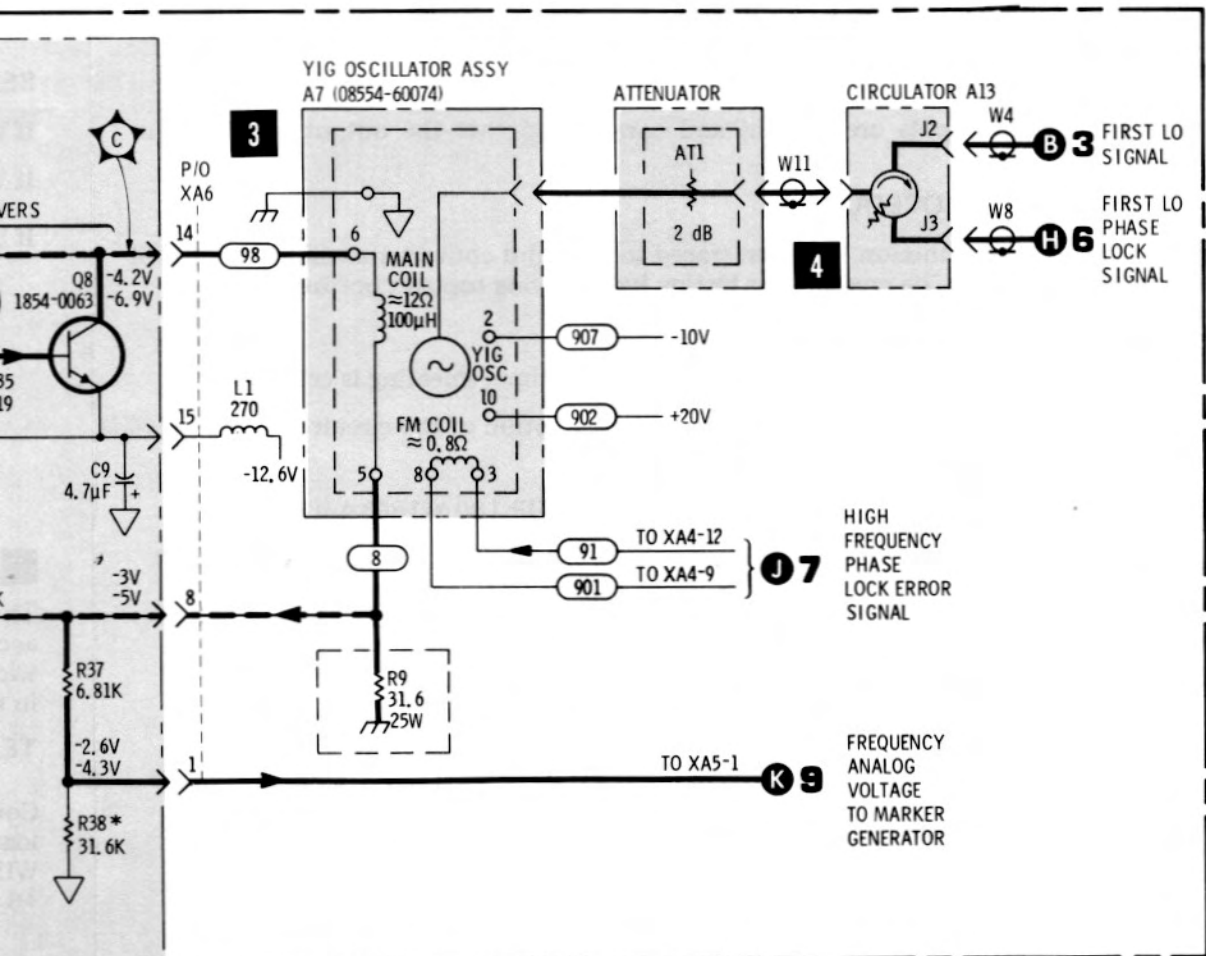 YIG OSCILLATOR ASSY
A7 (08554-60074)
ATTENUATOR
CIRCULATOR A13
3
C
P/O
XA6
VERS
14
98
6
MAIN
COIL
≈12Ω
100μH
Q8
1854-0063
-4.2V
-6.9V
2
YIG
OSC
10
907
-10V
902
+20V
FM COIL
≈0.8Ω
5
8
3
AT1
2 dB
W11
4
J2
J3
W4
B 3
FIRST LO
SIGNAL
W8
H 6
FIRST LO
PHASE
LOCK
SIGNAL
35
19
15
L1
270
-12.6V
C9
4.7μF
+
8
91
TO XA4-12
901
TO XA4-9
J 7
HIGH
FREQUENCY
PHASE
LOCK ERROR
SIGNAL
-3V
-5V
8
K
R37
6.81K
R9
31.6
25W
-2.6V
-4.3V
1
TO XA5-1
K 9
FREQUENCY
ANALOG
VOLTAGE
TO MARKER
GENERATOR
R38*
31.6K